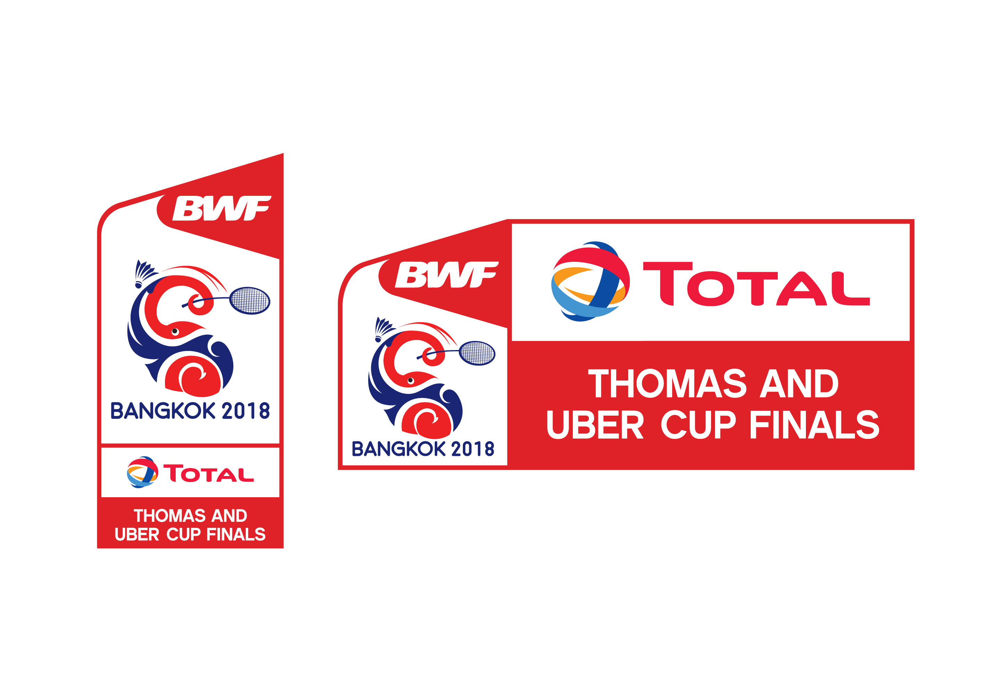 BWF
BANGKOK 2018
TOTAL
THOMAS AND
UBER CUP FINALS
BWF
BANGKOK 2018
TOTAL
THOMAS AND
UBER CUP FINALS